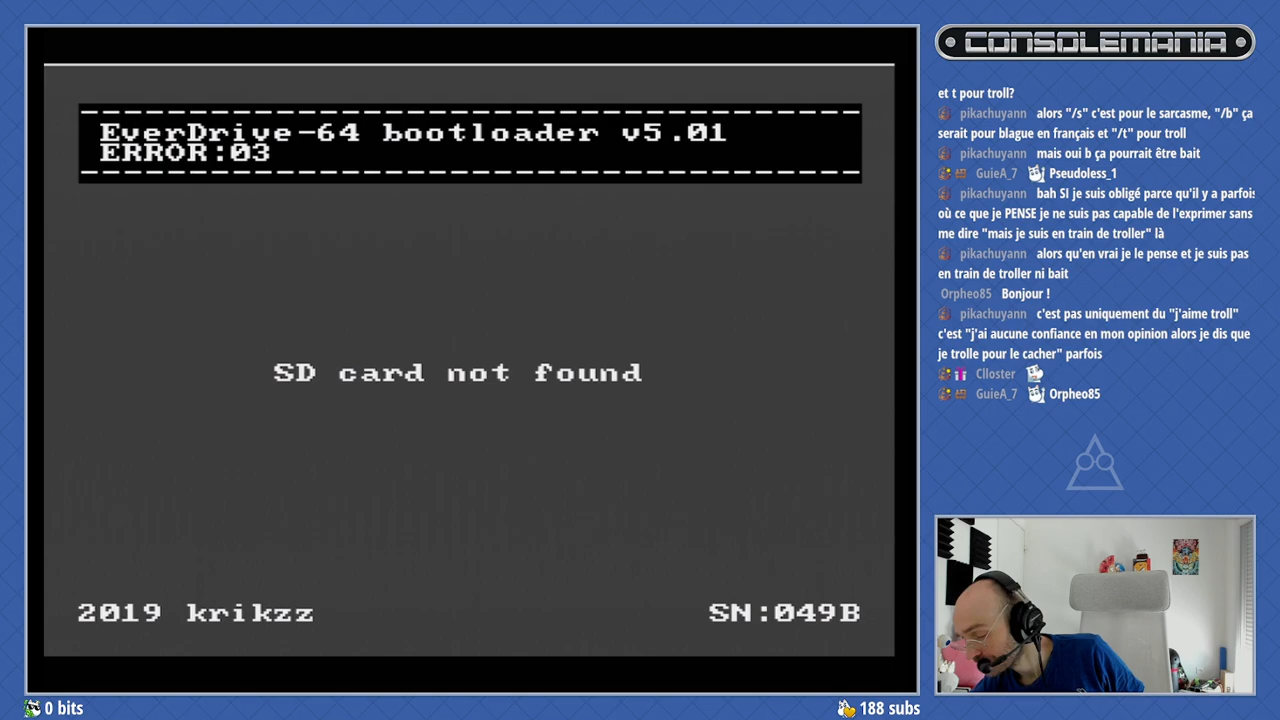 CONSOLEMANIA
EverDrive-64 bootloader v5.01
ERROR:03
SD card not found
2019 krikzz
SN:049B
et t pour troll?
pikachuyann alors "/s" c'est pour le sarcasme, "/b" ça
serait pour blague en français et "/t" pour troll
pikachuyann mais oui b ça pourrait être bait
GuieA_7 Pseudoless_1
pikachuyann bah SI je suis obligé parce qu'il y a parfois
où ce que je PENSE je ne suis pas capable de l'exprimer sans
me dire "mais je suis en train de troller" là
pikachuyann alors qu'en vrai je le pense et je suis pas
en train de troller ni bait
Orpheo85 Bonjour !
pikachuyann c'est pas uniquement du "j'aime troll"
c'est "j'ai aucune confiance en mon opinion alors je dis que
je trolle pour le cacher" parfois
Clloster
GuieA_7 Orpheo85
0 bits
188 subs